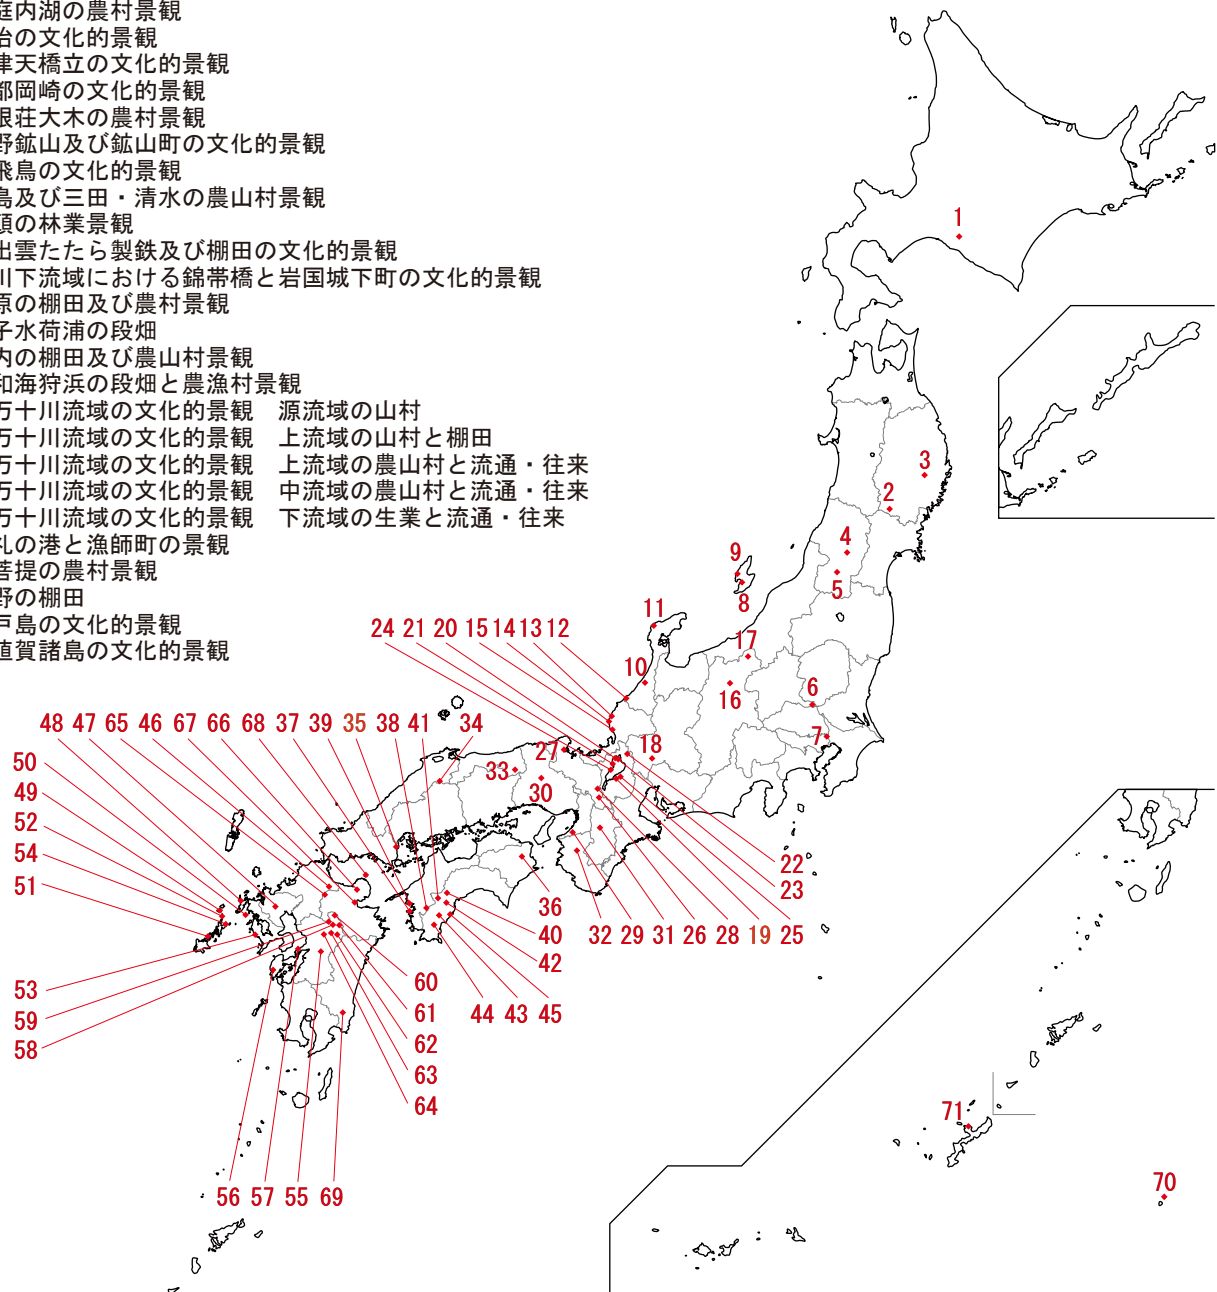 庭内湖の農村景観
治の文化的景観
津天橋立の文化的景観
都岡崎の文化的景観
根荘大木の農村景観
野鉱山及び鉱山町の文化的景観
飛鳥の文化的景観
島及び三田・清水の農山村景観
頭の林業景観
出雲たたら製鉄及び棚田の文化的景観
川下流域における錦帯橋と岩国城下町の文化的景観
原の棚田及び農村景観
子水荷浦の段畑
内の棚田及び農山村景観
和海狩浜の段畑と農漁村景観
万十川流域の文化的景観　源流域の山村
万十川流域の文化的景観　上流域の山村と棚田
万十川流域の文化的景観　上流域の農山村と流通・往来
万十川流域の文化的景観　中流域の農山村と流通・往来
万十川流域の文化的景観　下流域の生業と流通・往来
礼の港と漁師町の景観
菩提の農村景観
野の棚田
戸島の文化的景観
値賀諸島の文化的景観
1
3
2
4
9
5
8
11
24 21 20 15 14 13 12
17
10
16
6
48 47 65 46 67 66 68 37 39 35 38 41 34
7
27
18
50
33
49
30
52
54
22
51
23
36
40
32 29 31 26 28 19 25
42
60
53
61
44 43 45
59
62
58
63
64
71
70
56 57 55 69